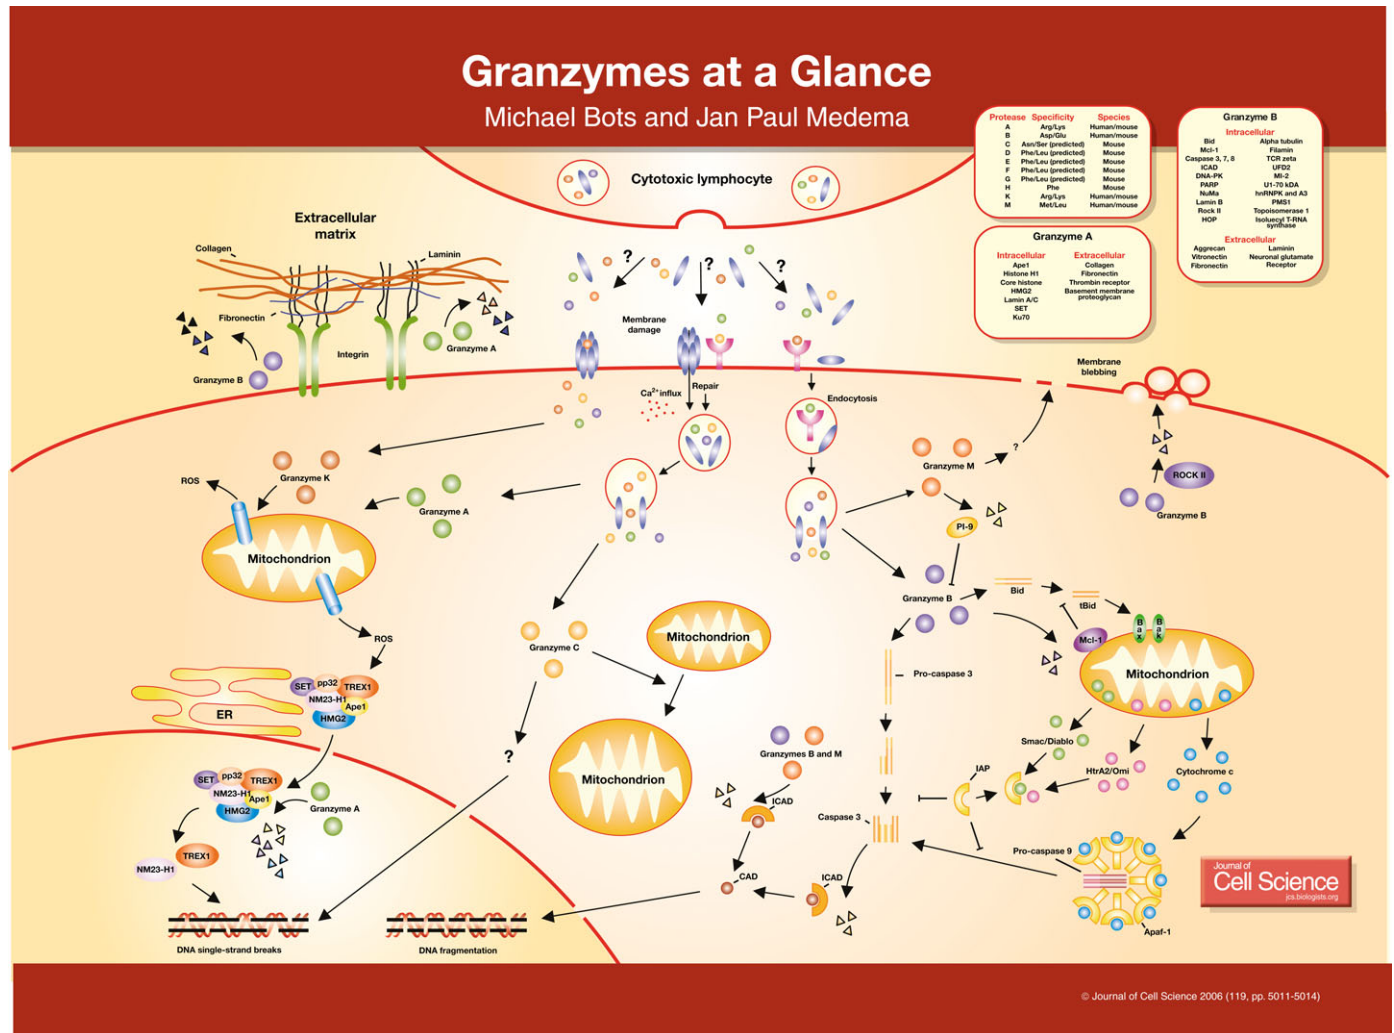 Granzymes at a Glance
Michael Bots and Jan Paul Medema
Protease Specificity Species
A Arg/Lys Human/mouse
B Asp/Glu Human/mouse
C Asn/Ser (predicted) Mouse
D Phe/Leu (predicted) Mouse
E Phe/Leu (predicted) Mouse
F Phe/Leu (predicted) Mouse
G Phe/Leu (predicted) Mouse
H Phe Mouse
K Arg/Lys Human/mouse
M Met/Leu Human/mouse
Granzyme B
Intracellular
Bid Alpha tubulin
Mcl-1 Filamin
Caspase 3, 7, 8 TCR zeta
ICAD UFD2
DNA-PK MI-2
PARP U1-70 kDA
NuMa hnRNPK and A3
Lamin B PMS1
Rock II Topoisomerase 1
HOP Isoluecyl T-RNA
synthase
Extracellular
Aggrecan Laminin
Vitronectin Neuronal glutamate
Fibronectin Receptor
Granzyme A
Intracellular Extracellular
Ape1 Collagen
Histone H1 Fibronectin
Core histone Thrombin receptor
HMG2 Basement membrane
proteoglycan
Lamin A/C
SET
Ku70
Cytotoxic lymphocyte
Extracellular
matrix
Collagen
Laminin
Fibronectin
Integrin
Granzyme A
Granzyme B
?
?
?
Membrane
damage
Repair
Ca2+influx
Endocytosis
Membrane
blebbing
ROCK II
Granzyme B
Granzyme M
?
PI-9
Granzyme K
ROS
Granzyme A
Mitochondrion
ROS
Granzyme B
Bid
tBid
Mcl-1
Bax
Bak
Mitochondrion
Granzyme C
Mitochondrion
Mitochondrion
?
Pro-caspase 3
ER
SET
pp32
TREX1
NM23-H1
Ape1
HMG2
SET
pp32
TREX1
NM23-H1
Ape1
HMG2
Granzyme A
TREX1
NM23-H1
DNA single-strand breaks
DNA fragmentation
Granzymes B and M
ICAD
CAD
ICAD
Caspase 3
IAP
Smac/Diablo
HtrA2/Omi
Cytochrome c
Pro-caspase 9
Apaf-1
Journal of
Cell Science
jcs.biologists.org
© Journal of Cell Science 2006 (119, pp. 5011-5014)